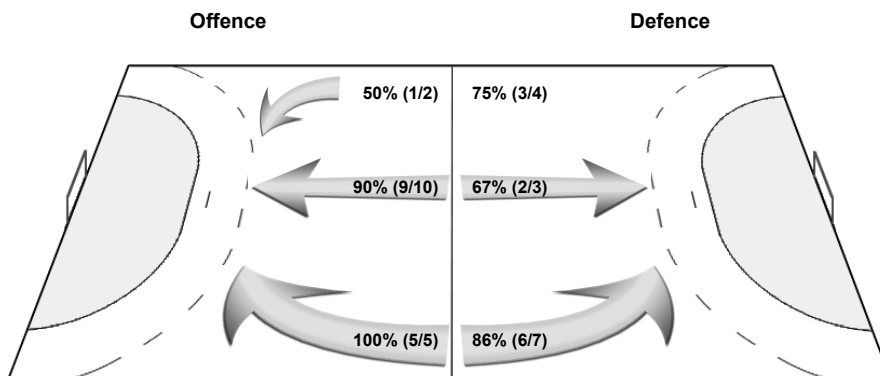 Offence Defence
50% (1/2) 75% (3/4)
90% (9/10) 67% (2/3)
100% (5/5) 86% (6/7)